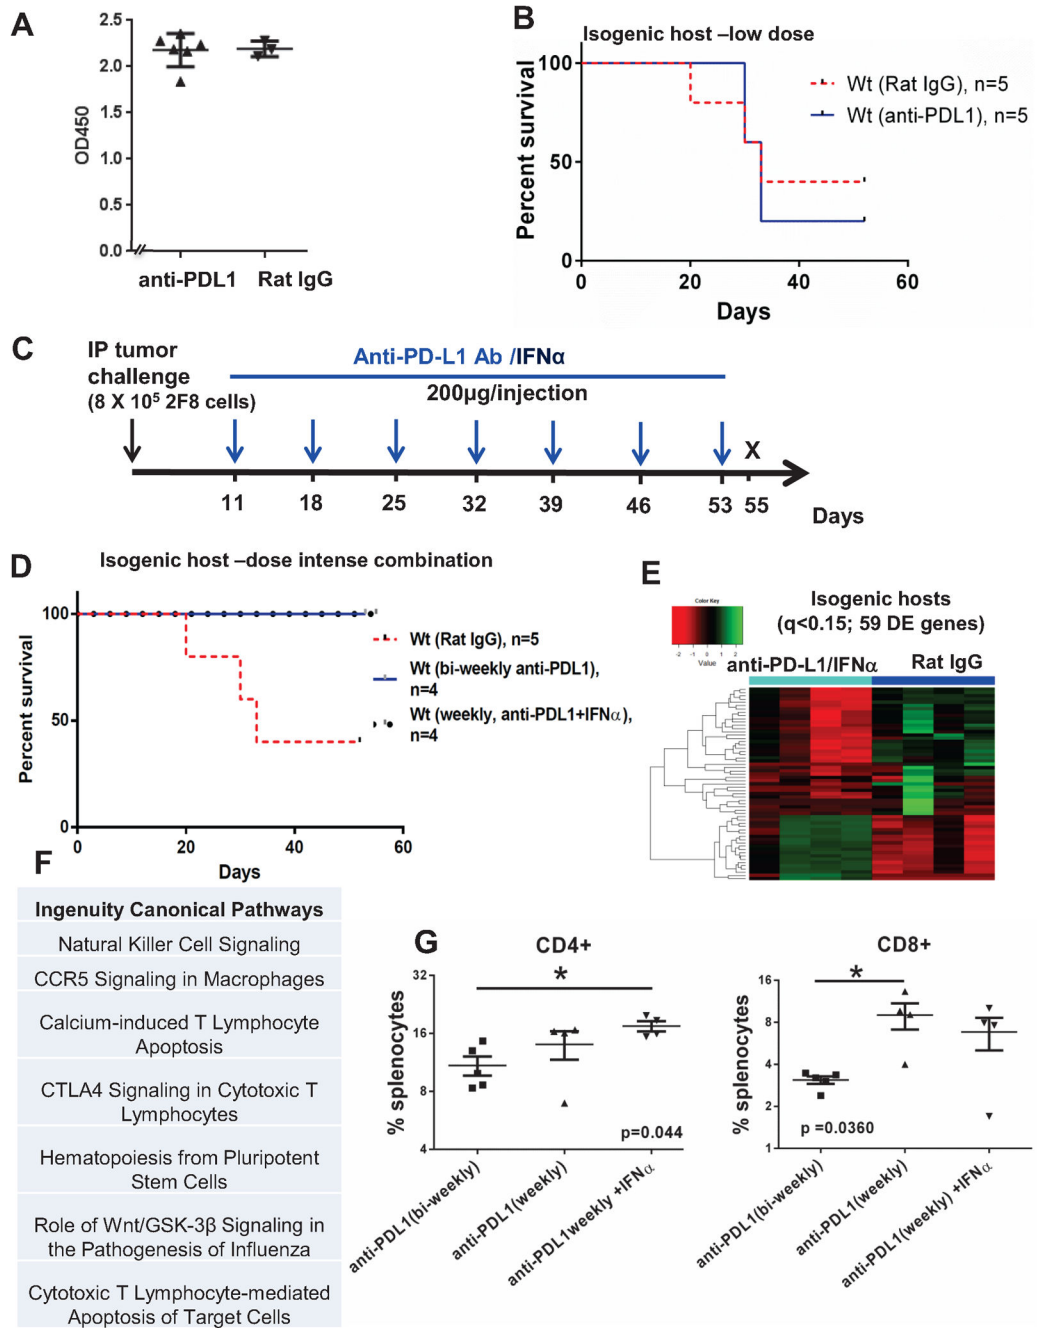 A
2.5
2.0
1.5
1.0
0.5
0.0
OD450
anti-PDL1 Rat IgG
B
Isogenic host –low dose
100
50
0
Percent survival
Wt (Rat IgG), n=5
Wt (anti-PDL1), n=5
0 20 40 60
Days
C
IP tumor
challenge
(8 X 10⁵ 2F8 cells)
Anti-PD-L1 Ab /IFNα
200µg/injection
X
11 18 25 32 39 46 53 55
Days
D
Isogenic host –dose intense combination
100
50
0
Percent survival
Wt (Rat IgG), n=5
Wt (bi-weekly anti-PDL1),
n=4
Wt (weekly, anti-PDL1+IFNα),
n=4
0 20 40 60
Days
E
Color Key
-2 -1 0 1 2
Value
Isogenic hosts
(q<0.15; 59 DE genes)
anti-PD-L1/IFNα Rat IgG
F
Ingenuity Canonical Pathways
Natural Killer Cell Signaling
CCR5 Signaling in Macrophages
Calcium-induced T Lymphocyte
Apoptosis
CTLA4 Signaling in Cytotoxic T
Lymphocytes
Hematopoiesis from Pluripotent
Stem Cells
Role of Wnt/GSK-3β Signaling in
the Pathogenesis of Influenza
Cytotoxic T Lymphocyte-mediated
Apoptosis of Target Cells
G
CD4+
32
16
8
4
% splenocytes
*
p=0.044
anti-PDL1(bi-weekly)
anti-PDL1(weekly)
anti-PDL1weekly +IFNα
CD8+
16
8
4
2
1
% splenocytes
*
p =0.0360
anti-PDL1(bi-weekly)
anti-PDL1(weekly)
anti-PDL1(weekly) +IFNα